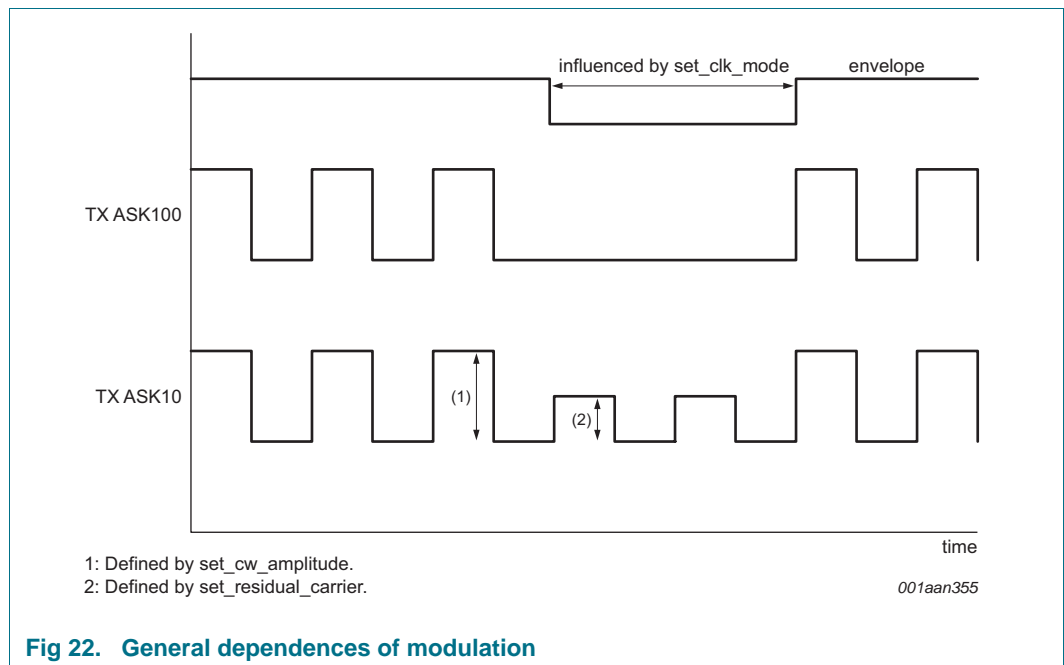 influenced by set_clk_mode
envelope
TX ASK100
TX ASK10
(1)
(2)
time
1: Defined by set_cw_amplitude.
2: Defined by set_residual_carrier.
001aan355
Fig 22. General dependences of modulation